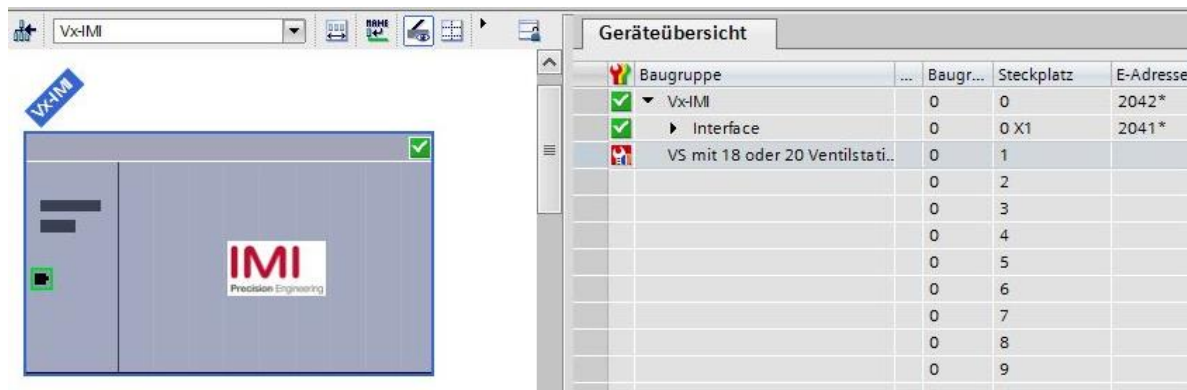 Vx-IMI
NAME
Geräteübersicht
Vx-IMI
IMI
Precision Engineering
Baugruppe ... Baugr... Steckplatz E-Adresse
Vx-IMI 0 0 2042*
Interface 0 0 X1 2041*
VS mit 18 oder 20 Ventilstati.. 0 1
0 2
0 3
0 4
0 5
0 6
0 7
0 8
0 9